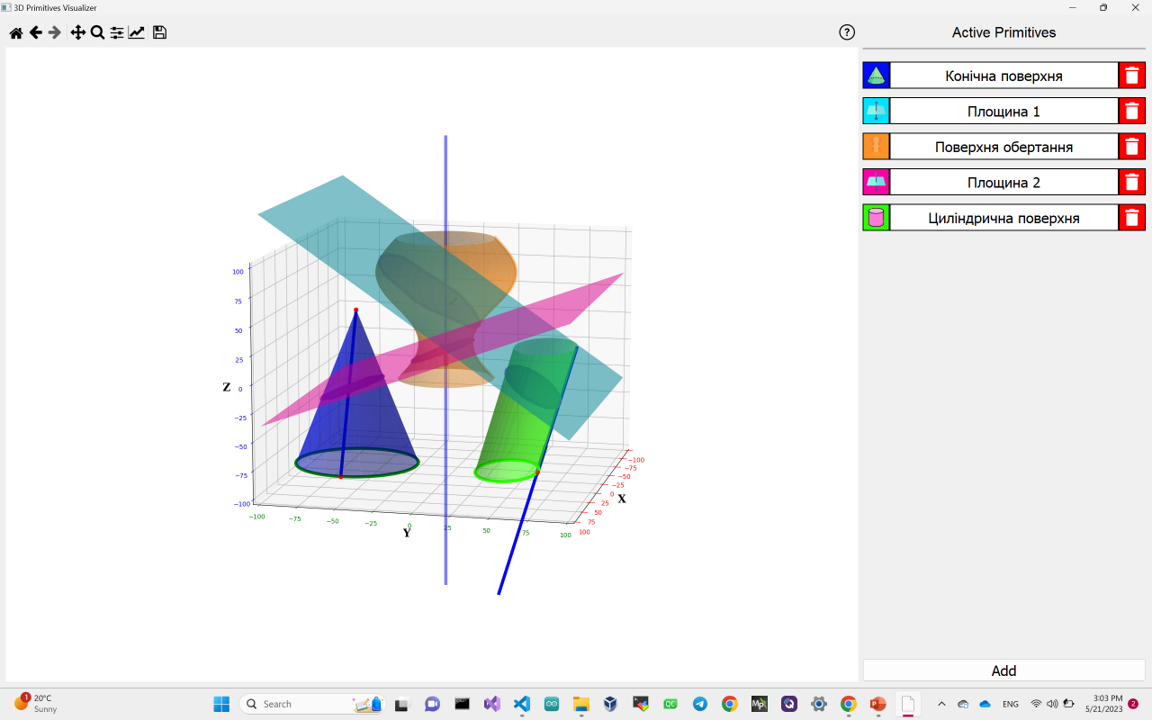 3D Primitives Visualizer
Active Primitives
Конічна поверхня
Площина 1
Поверхня обертання
Площина 2
Циліндрична поверхня
100
75
50
25
Z 0
−25
−50
−75
−100
−100
−75
−50
−25
0
25
50
75
100
Y
−100
−75
−50
−25
0
25
50
75
100
X
Add
1
20°C
Sunny
Search
QC
Mp
ENG
3:03 PM
5/21/2023
2